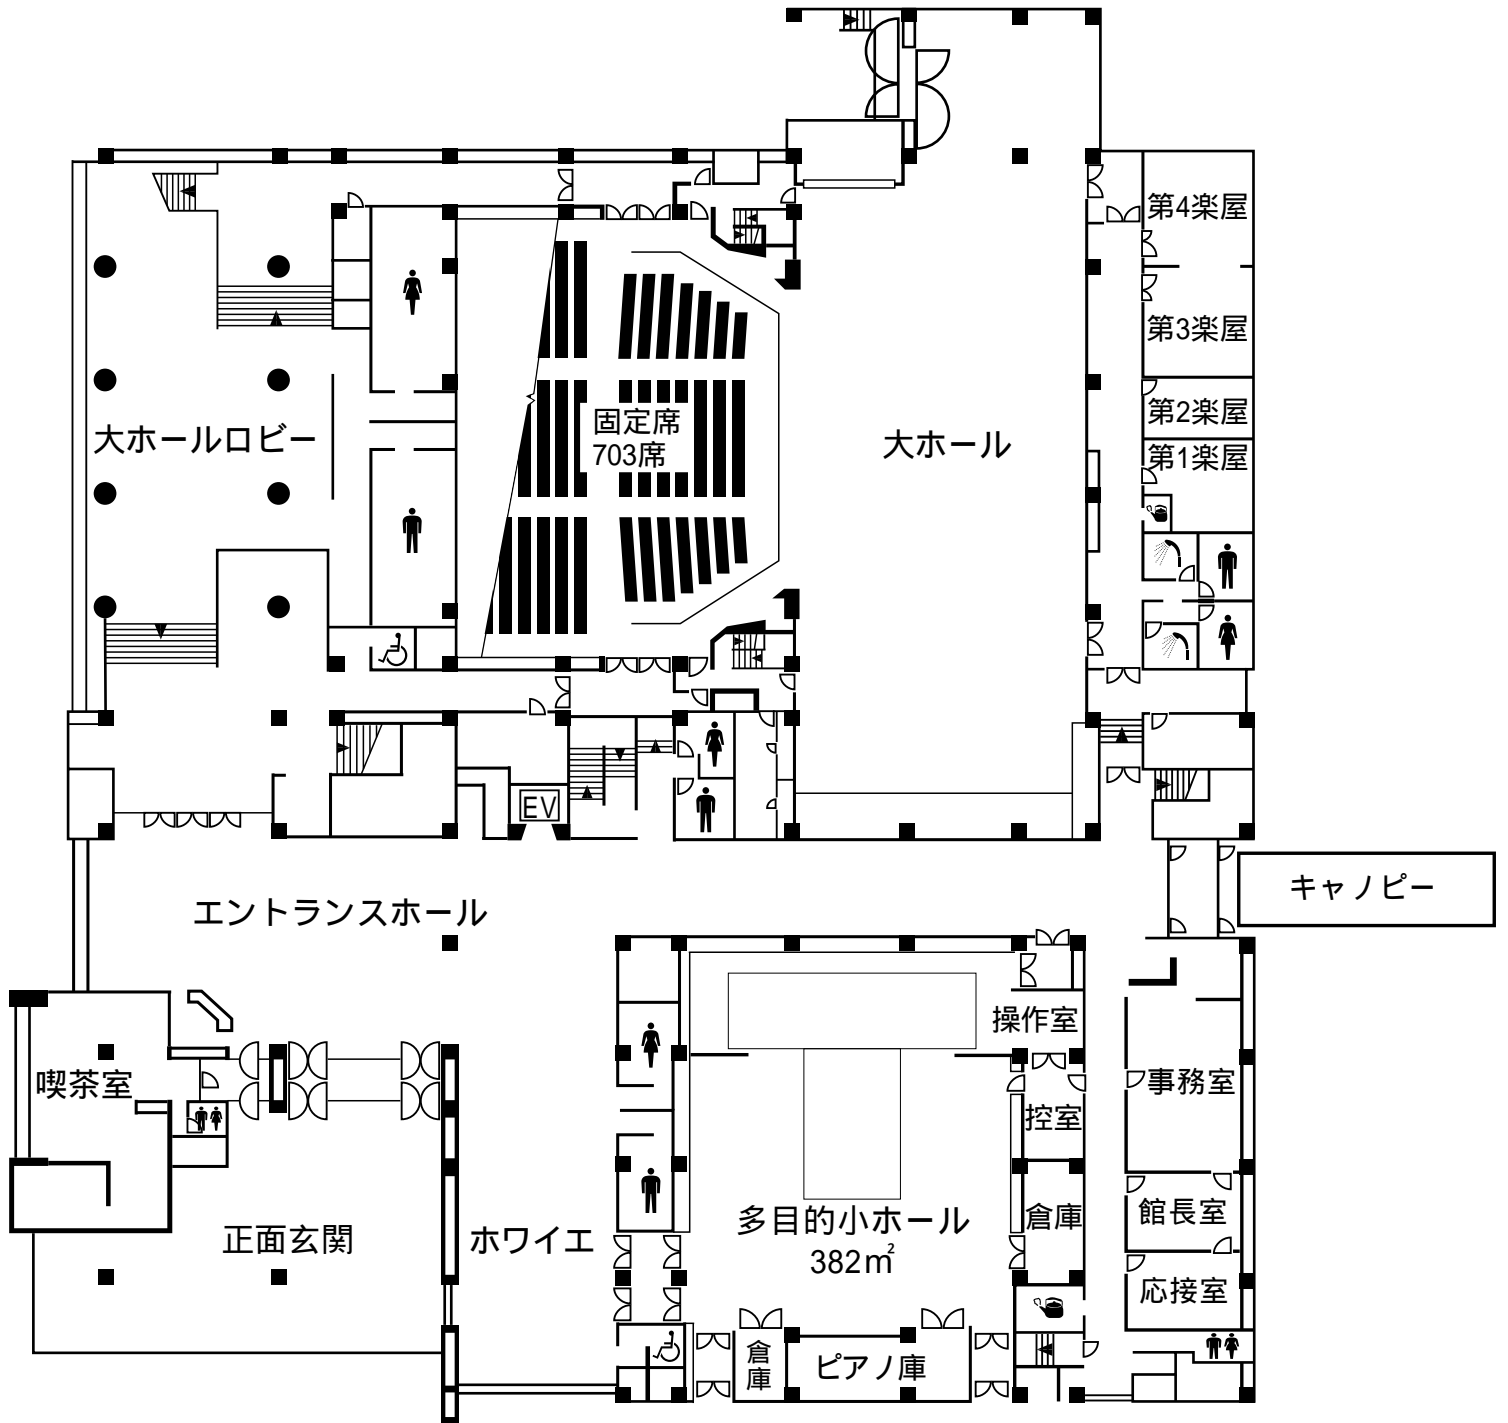 第4楽屋
第3楽屋
第2楽屋
第1楽屋
固定席
703席
大ホールロビー
大ホール
EV
キャノピー
エントランスホール
操作室
喫茶室
事務室
控室
館長室
倉庫
多目的小ホール
382㎡
正面玄関
ホワイエ
応接室
倉庫
ピアノ庫